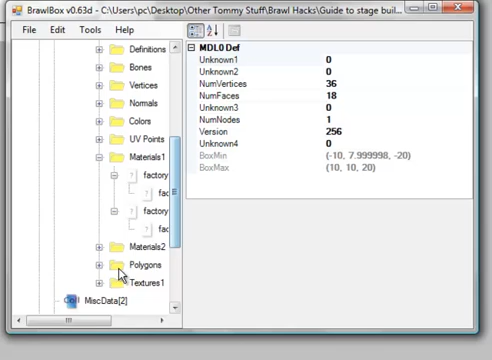 BrawlBox v0.63d - C:\Users\pc\Desktop\Other Tommy Stuff\Brawl Hacks\Guide to stage buil...
File Edit Tools Help
Definitions
Bones
Vertices
Normals
Colors
UV Points
Materials1
factory
fac
factory
fac
Materials2
Polygons
Textures1
MiscData[2]
MDL0 Def
Unknown1 0
Unknown2 0
NumVertices 36
NumFaces 18
Unknown3 0
NumNodes 1
Version 256
Unknown4 0
BoxMin (-10, 7.999998, -20)
BoxMax (10, 10, 20)